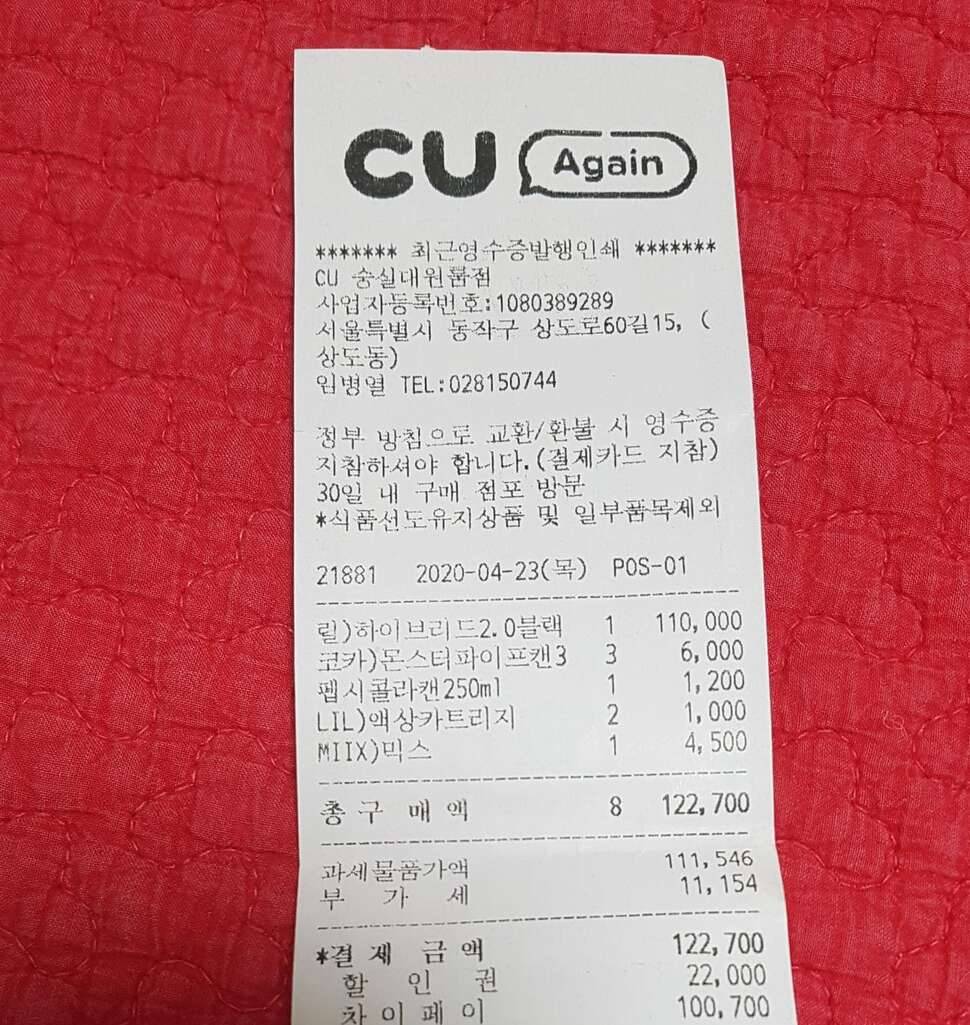 CU Again
******* 최근영수증발행인쇄 *******
CU 숭실대원룸점
사업자등록번호:1080389289
서울특별시 동작구 상도로60길15, (
상도동)
임병열 TEL:028150744
정부 방침으로 교환/환불 시 영수증
지참하셔야 합니다.(결제카드 지참)
30일 내 구매 점포 방문
*식품선도유지상품 및 일부품목제외
21881 2020-04-23(목) POS-01
릴)하이브리드2.0블랙 1 110,000
코카)몬스터파이프캔3 3 6,000
펩시콜라캔250ml 1 1,200
LIL)액상카트리지 2 1,000
MIIX)믹스 1 4,500
총 구 매 액 8 122,700
과세물품가액 111,546
부 가 세 11,154
*결 제 금 액 122,700
할 인 권 22,000
차 이 페 이 100,700